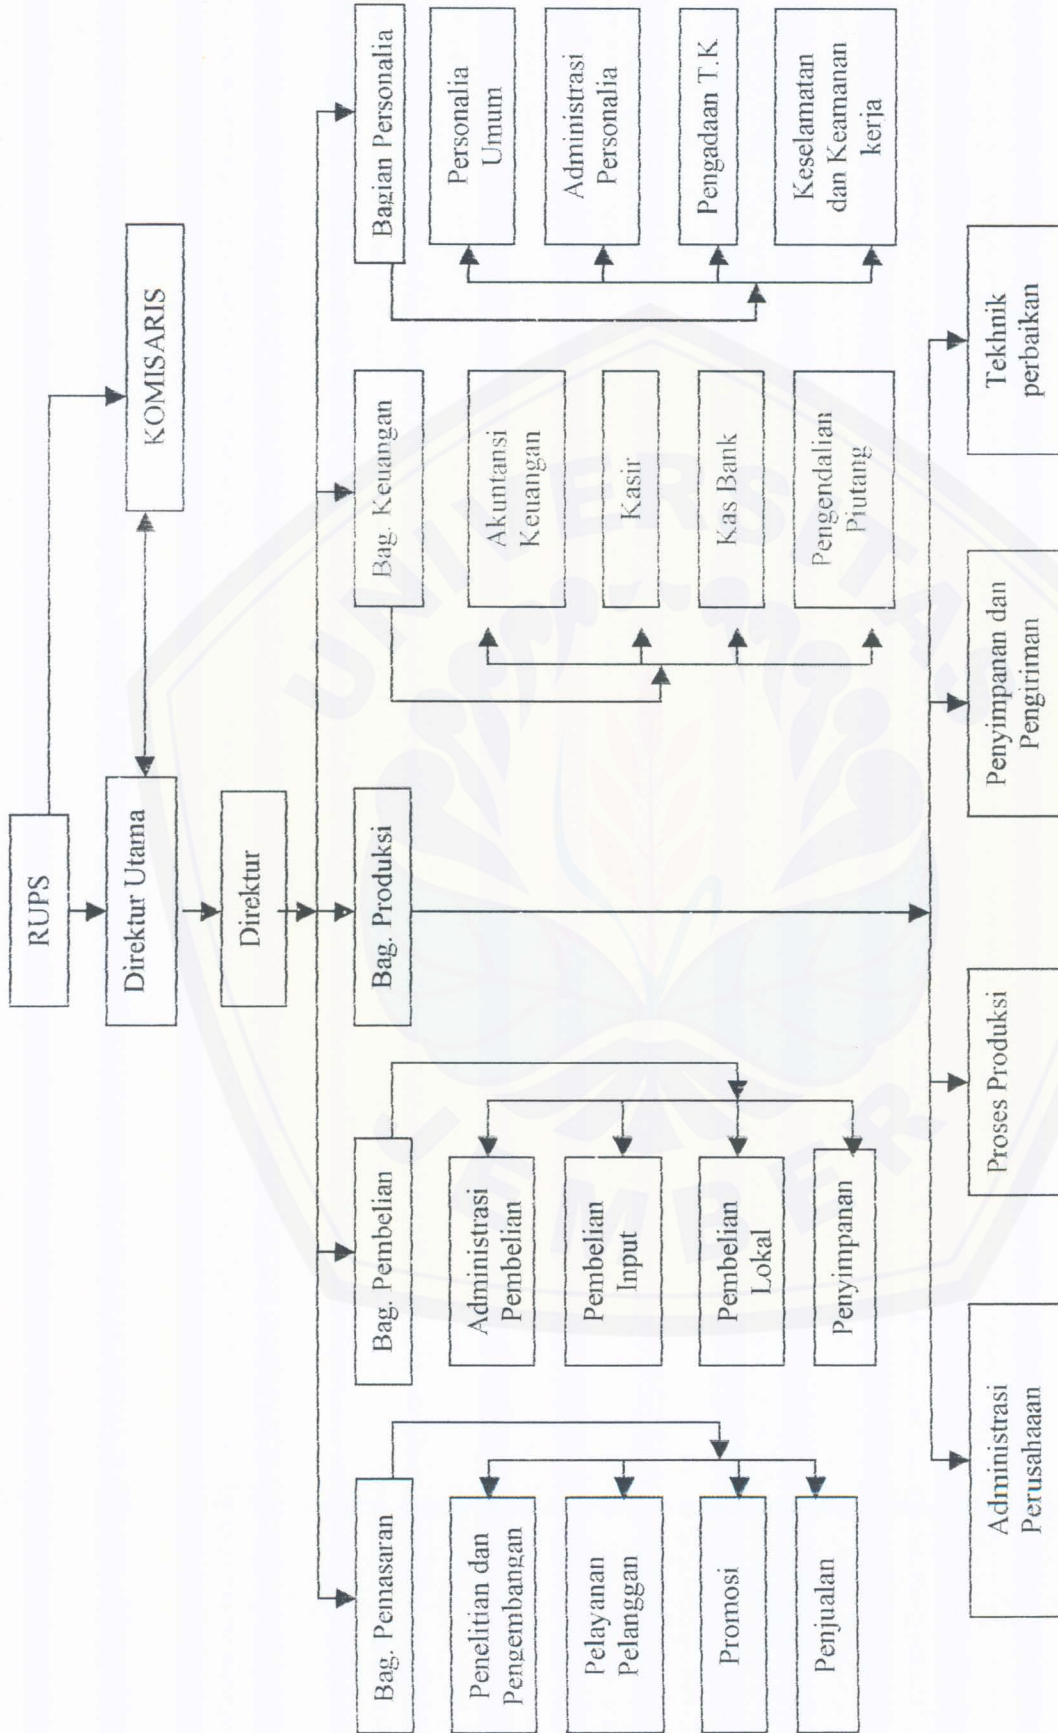 RUPS
KOMISARIS
Direktur Utama
Direktur
Bag. Pemasaran
Bag. Pembelian
Bag. Produksi
Bag. Keuangan
Bagian Personalia
Penelitian dan
Pengembangan
Pelayanan
Pelanggan
Promosi
Penjualan
Administrasi
Pembelian
Pembelian
Input
Pembelian
Lokal
Penyimpanan
Akuntansi
Keuangan
Kasir
Kas Bank
Pengendalian
Piutang
Personalia
Umum
Administrasi
Personalia
Pengadaan T.K
Keselamatan
dan Keamanan
kerja
Administrasi
Perusahaaan
Proses Produksi
Penyimpanan dan
Pengiriman
Tekhnik
perbaikan
UNIVERSITAS
JEMBER